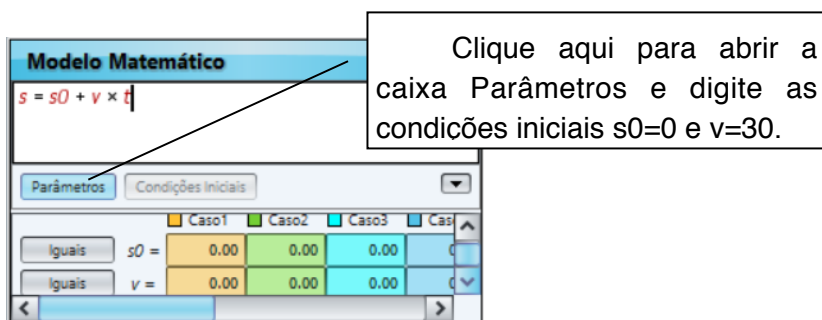 Clique aqui para abrir a
caixa Parâmetros e digite as
condições iniciais s0=0 e v=30.
Modelo Matemático
s = s0 + v × t
Parâmetros Condições Iniciais
Caso1 Caso2 Caso3
Iguais s0 = 0.00 0.00 0.00
Iguais v = 0.00 0.00 0.00